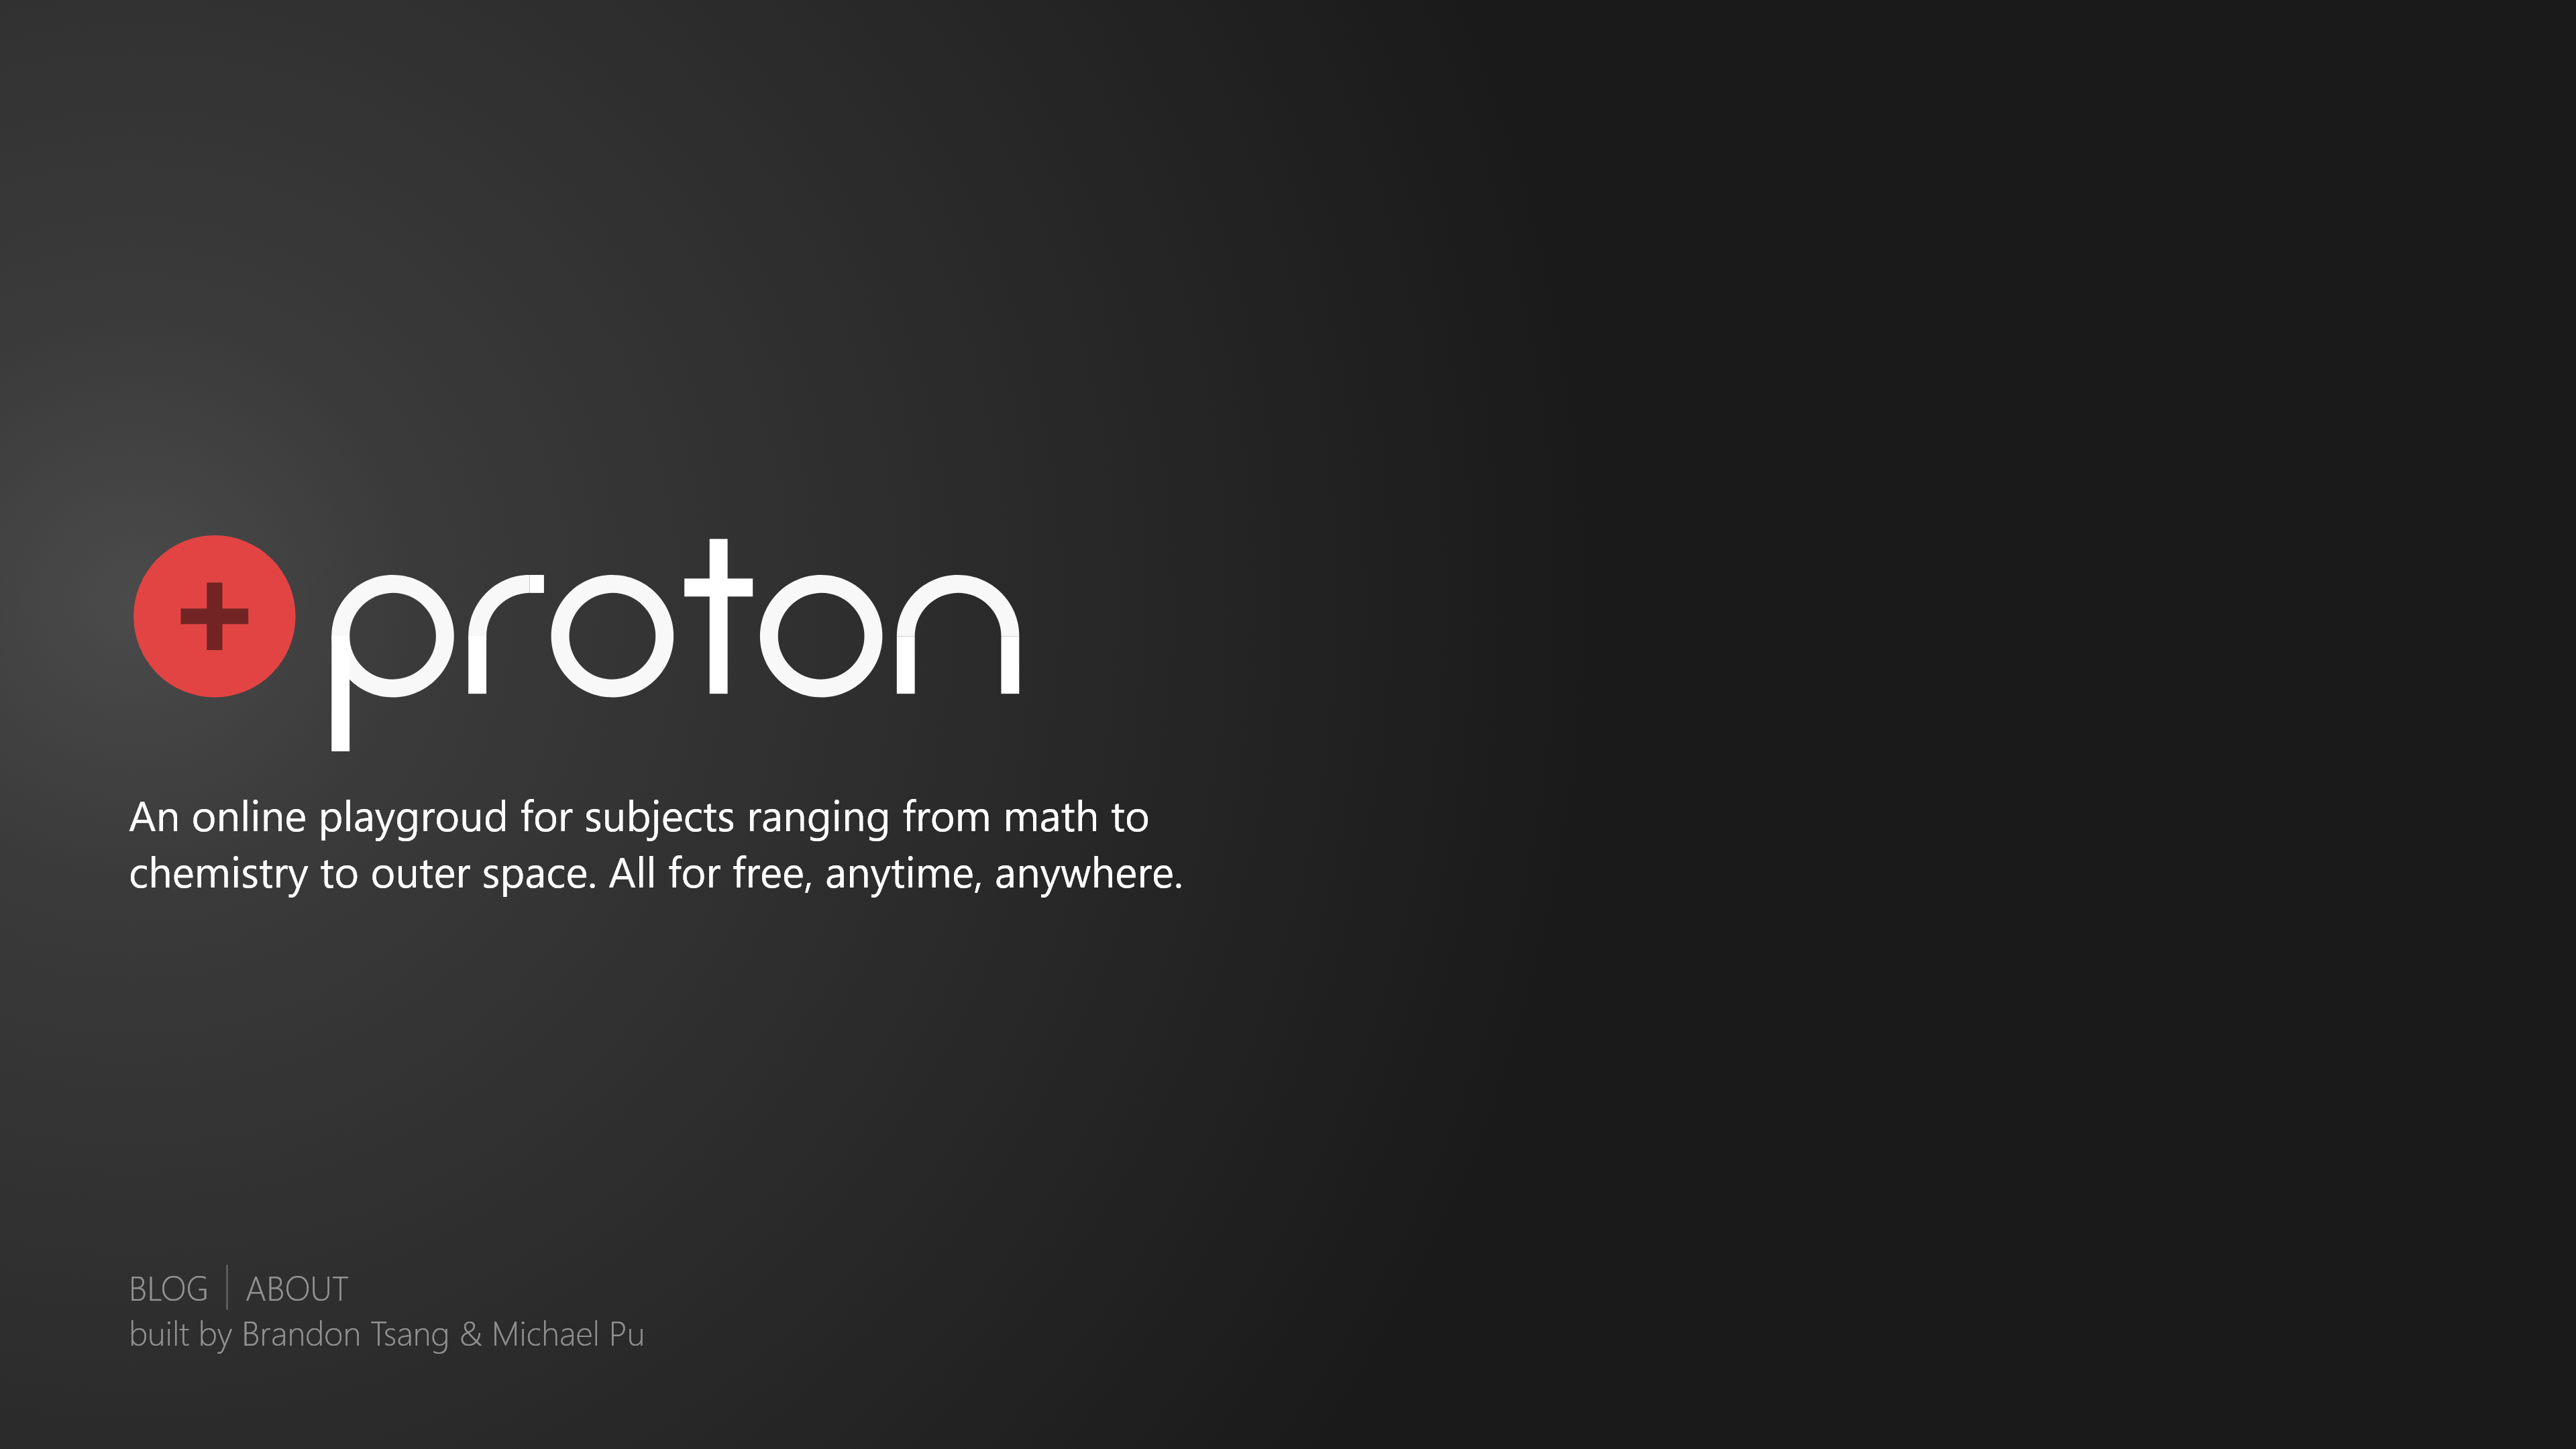 + proton
An online playgroud for subjects ranging from math to
chemistry to outer space. All for free, anytime, anywhere.
BLOG | ABOUT
built by Brandon Tsang & Michael Pu